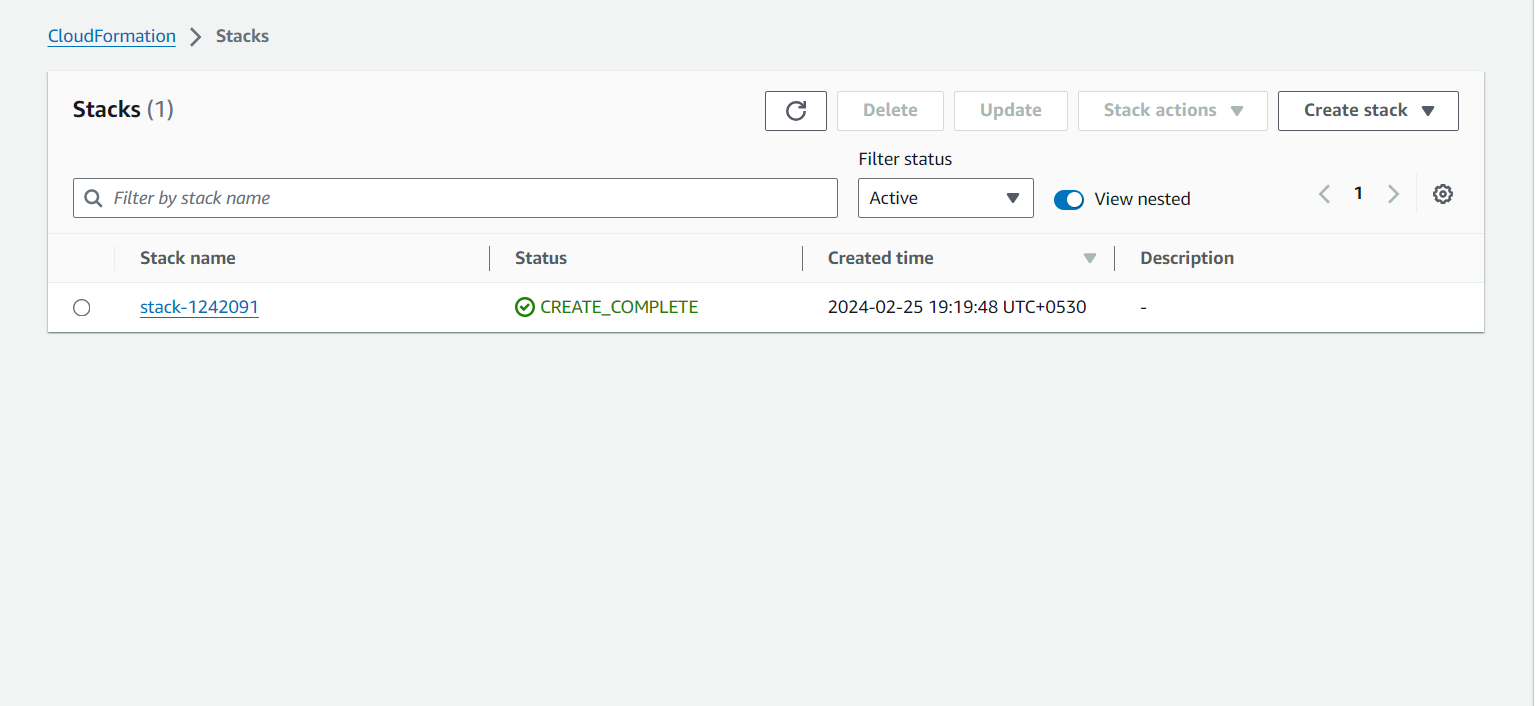 CloudFormation Stacks
Stacks (1)
Delete Update Stack actions Create stack
Filter status
Filter by stack name Active View nested 1
Stack name Status Created time Description
stack-1242091 CREATE_COMPLETE 2024-02-25 19:19:48 UTC+0530 -